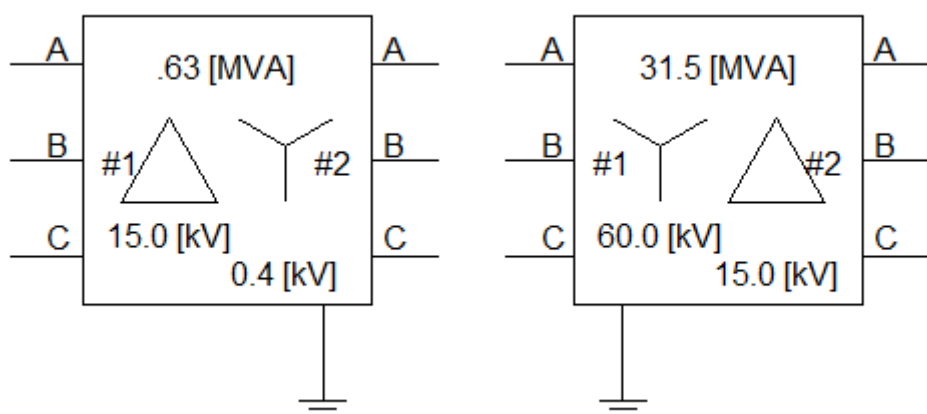 A .63 [MVA] A
B #1 #2 B
15.0 [kV]
C 0.4 [kV] C
A 31.5 [MVA] A
B #1 #2 B
60.0 [kV]
C 15.0 [kV] C